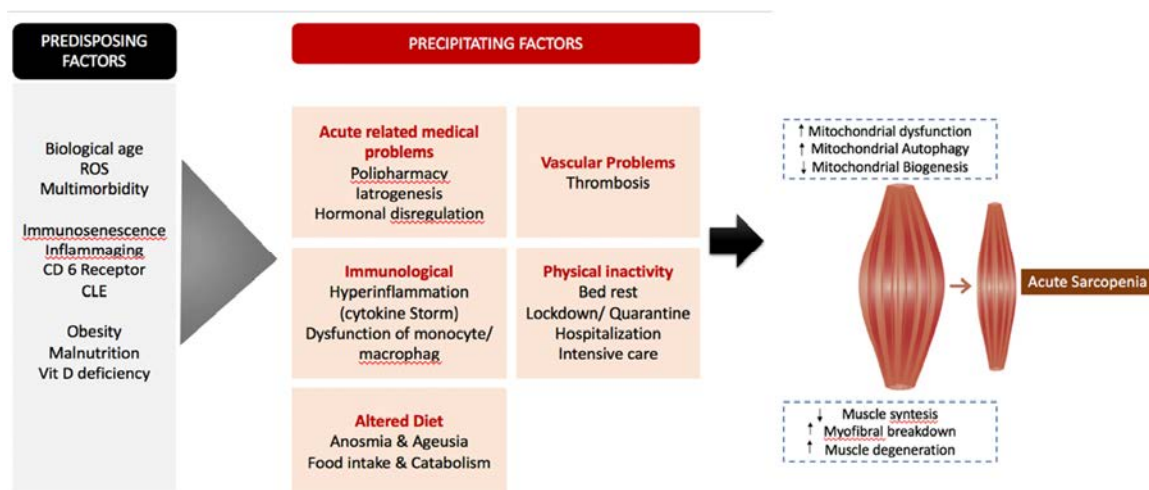 PREDISPOSING
FACTORS
Biological age
ROS
Multimorbidity
Immunosenescence
Inflammaging
CD 6 Receptor
CLE
Obesity
Malnutrition
Vit D deficiency
PRECIPITATING FACTORS
Acute related medical
problems
Polipharmacy
Iatrogenesis
Hormonal disregulation
Vascular Problems
Thrombosis
Immunological
Hyperinflammation
(cytokine Storm)
Dysfunction of monocyte/
macrophag
Physical inactivity
Bed rest
Lockdown/ Quarantine
Hospitalization
Intensive care
Altered Diet
Anosmia & Ageusia
Food intake & Catabolism
↑ Mitochondrial dysfunction
↑ Mitochondrial Autophagy
↓ Mitochondrial Biogenesis
Acute Sarcopenia
↓ Muscle syntesis
↑ Myofibral breakdown
↑ Muscle degeneration